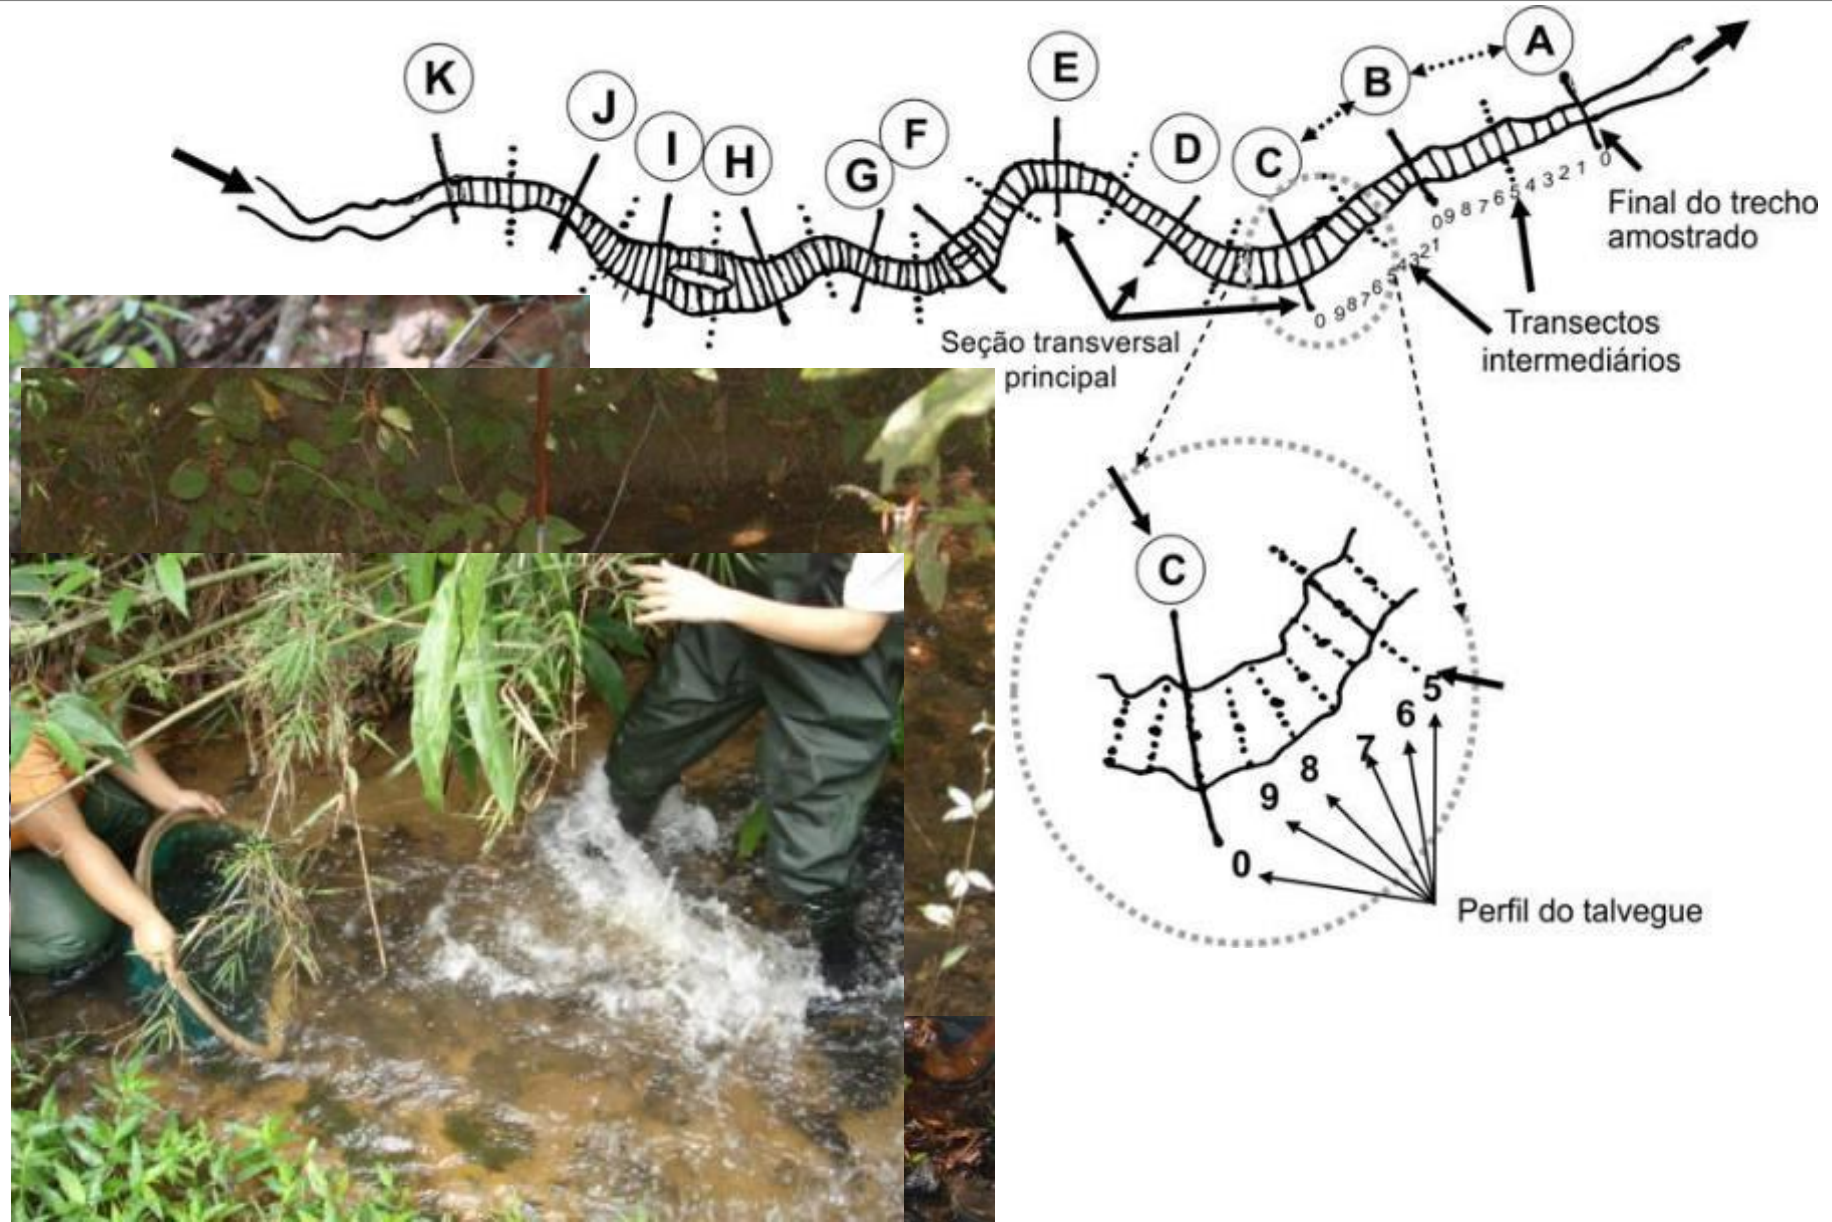 K
J
I
H
G
F
E
D
C
B
A
0 9 8 7 6 5 4 3 2 1 0
0 9 8 7 6 5 4 3 2 1
Final do trecho
amostrado
Transectos
intermediários
Seção transversal
principal
C
5
6
7
8
9
0
Perfil do talvegue